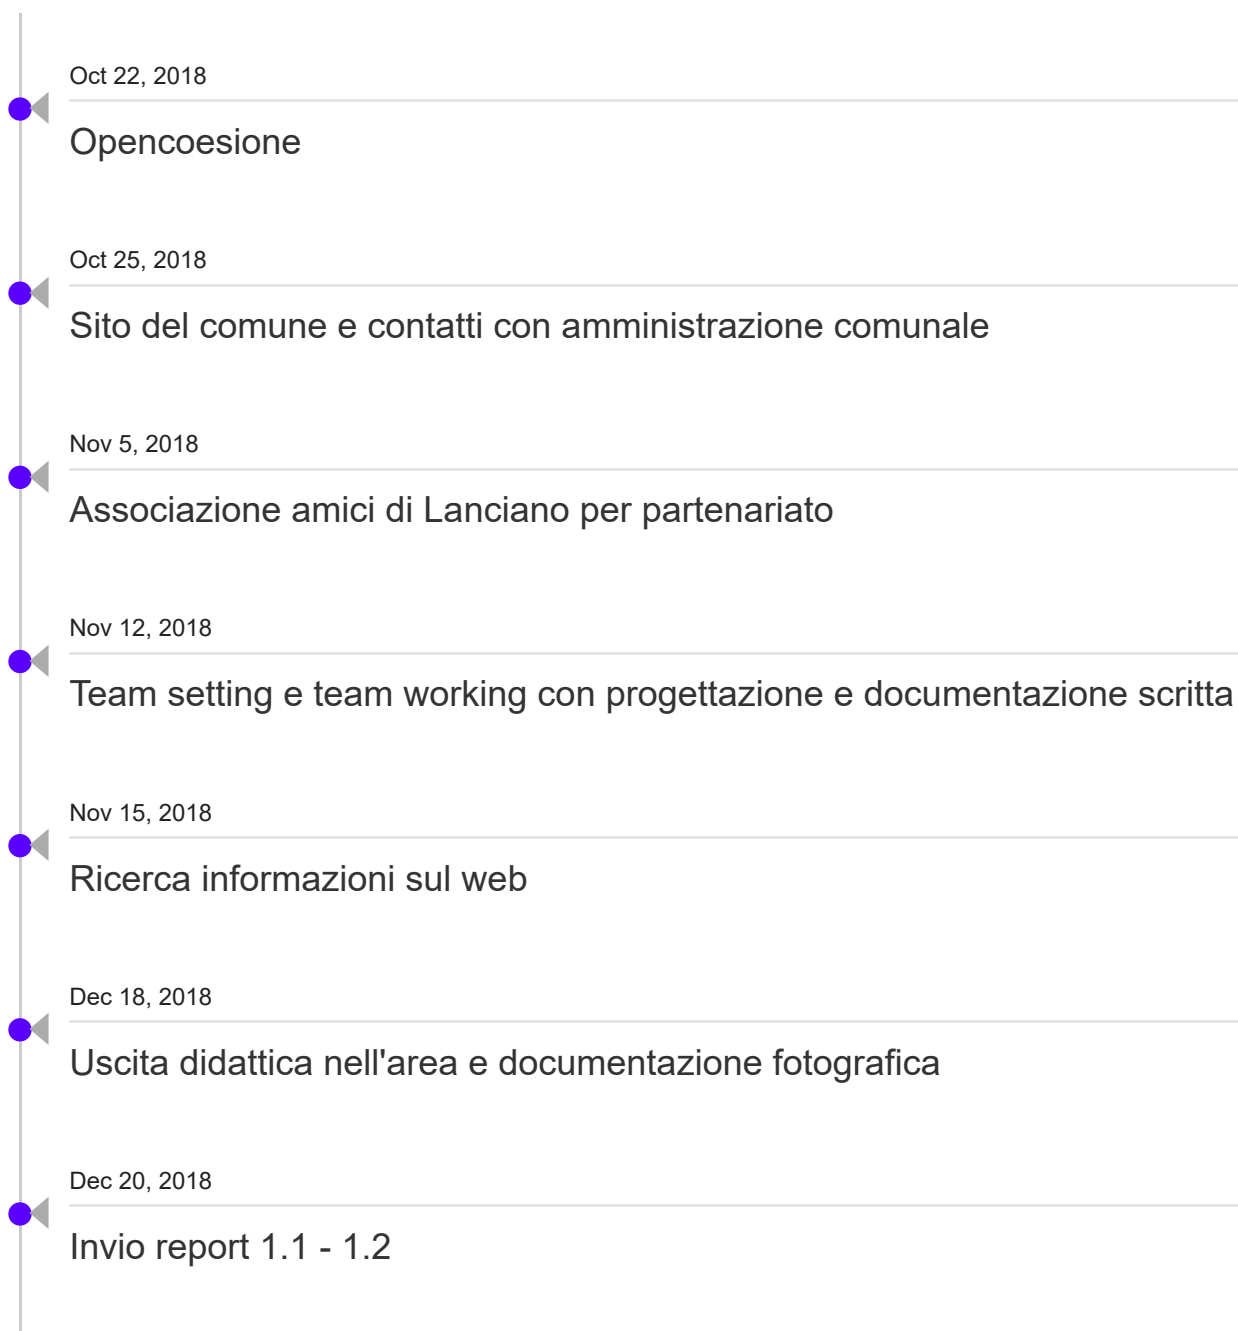 Oct 22, 2018
Opencoesione
Oct 25, 2018
Sito del comune e contatti con amministrazione comunale
Nov 5, 2018
Associazione amici di Lanciano per partenariato
Nov 12, 2018
Team setting e team working con progettazione e documentazione scritta
Nov 15, 2018
Ricerca informazioni sul web
Dec 18, 2018
Uscita didattica nell'area e documentazione fotografica
Dec 20, 2018
Invio report 1.1 - 1.2